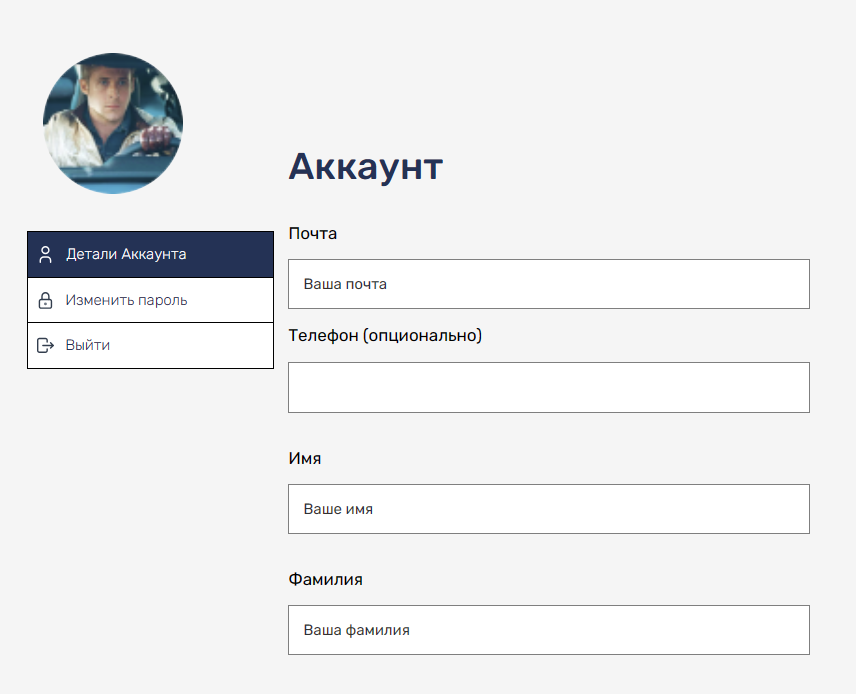 Детали Аккаунта
Изменить пароль
Выйти
Аккаунт
Почта
Ваша почта
Телефон (опционально)
Имя
Ваше имя
Фамилия
Ваша фамилия